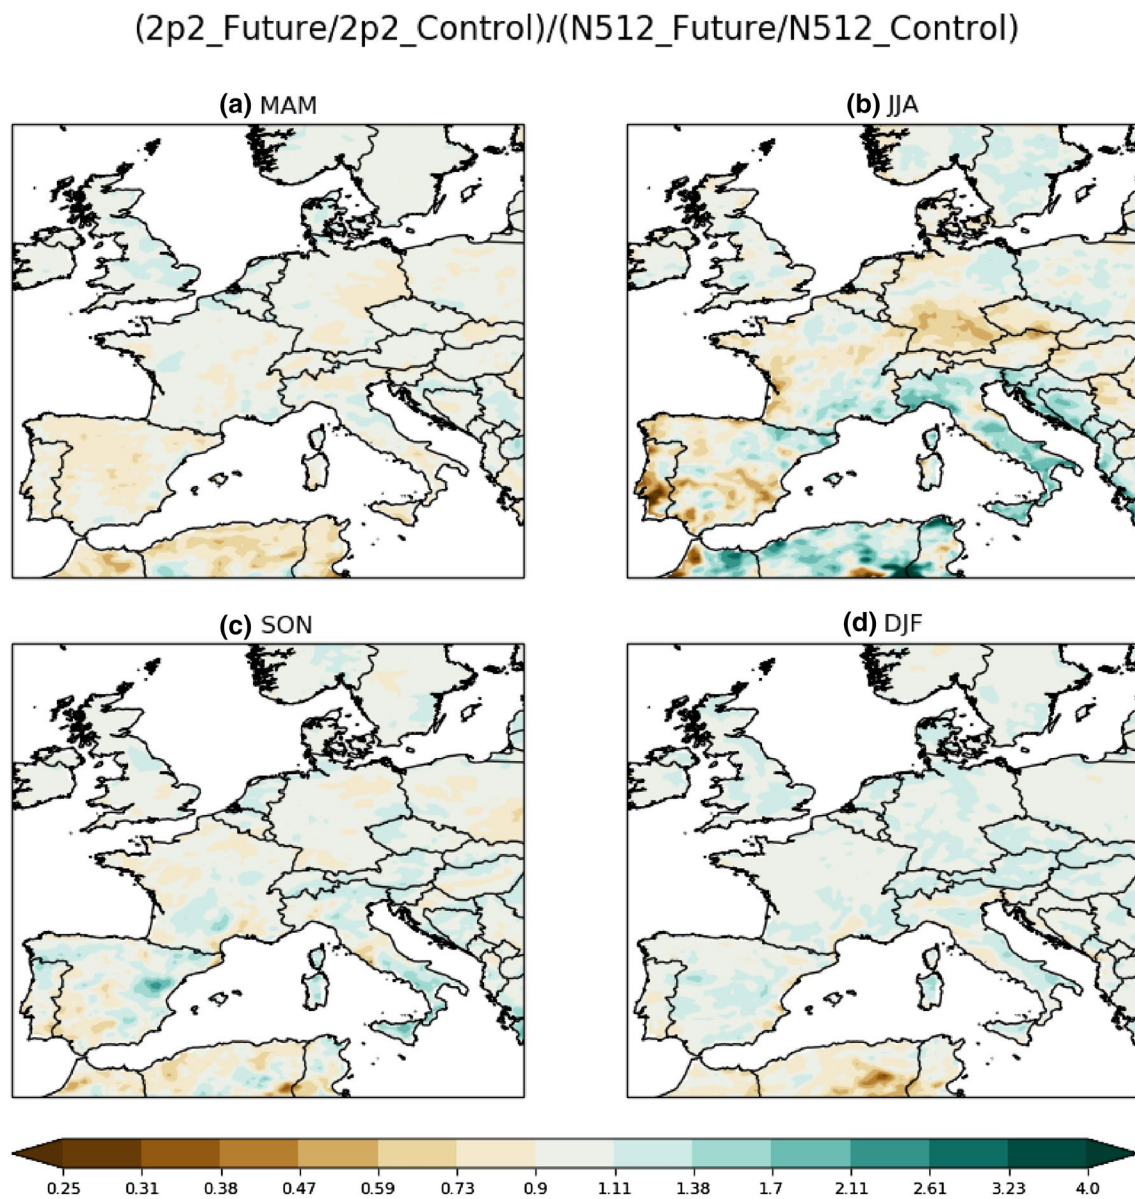 (2p2_Future/2p2_Control)/(N512_Future/N512_Control)
(a) MAM
(b) JJA
(c) SON
(d) DJF
0.25 0.31 0.38 0.47 0.59 0.73 0.9 1.11 1.38 1.7 2.11 2.61 3.23 4.0